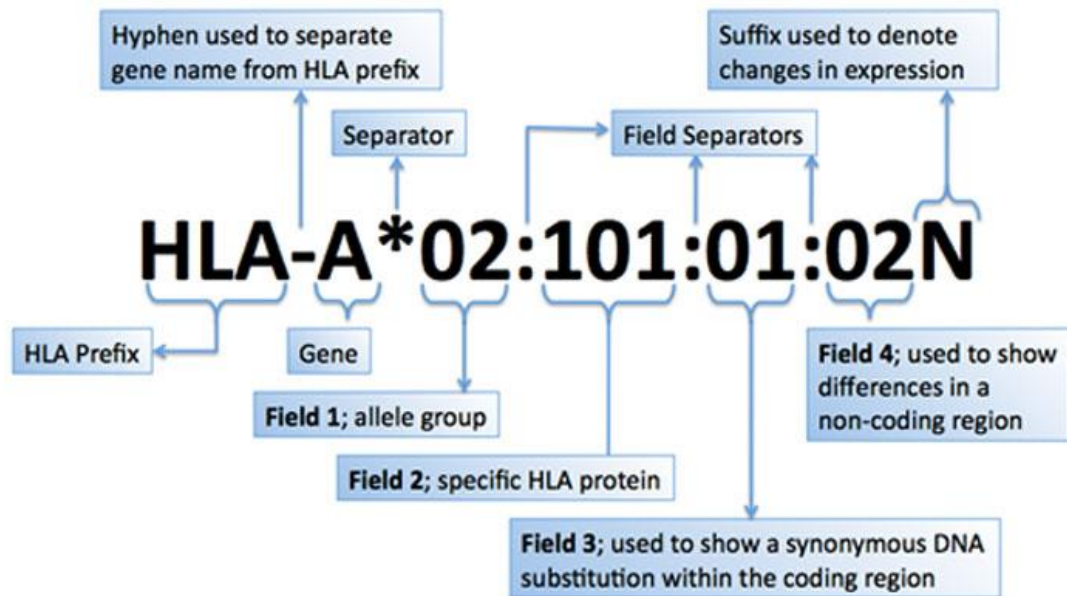 Hyphen used to separate
gene name from HLA prefix
Suffix used to denote
changes in expression
Separator
Field Separators
HLA-A*02:101:01:02N
HLA Prefix
Gene
Field 1; allele group
Field 2; specific HLA protein
Field 3; used to show a synonymous DNA
substitution within the coding region
Field 4; used to show
differences in a
non-coding region